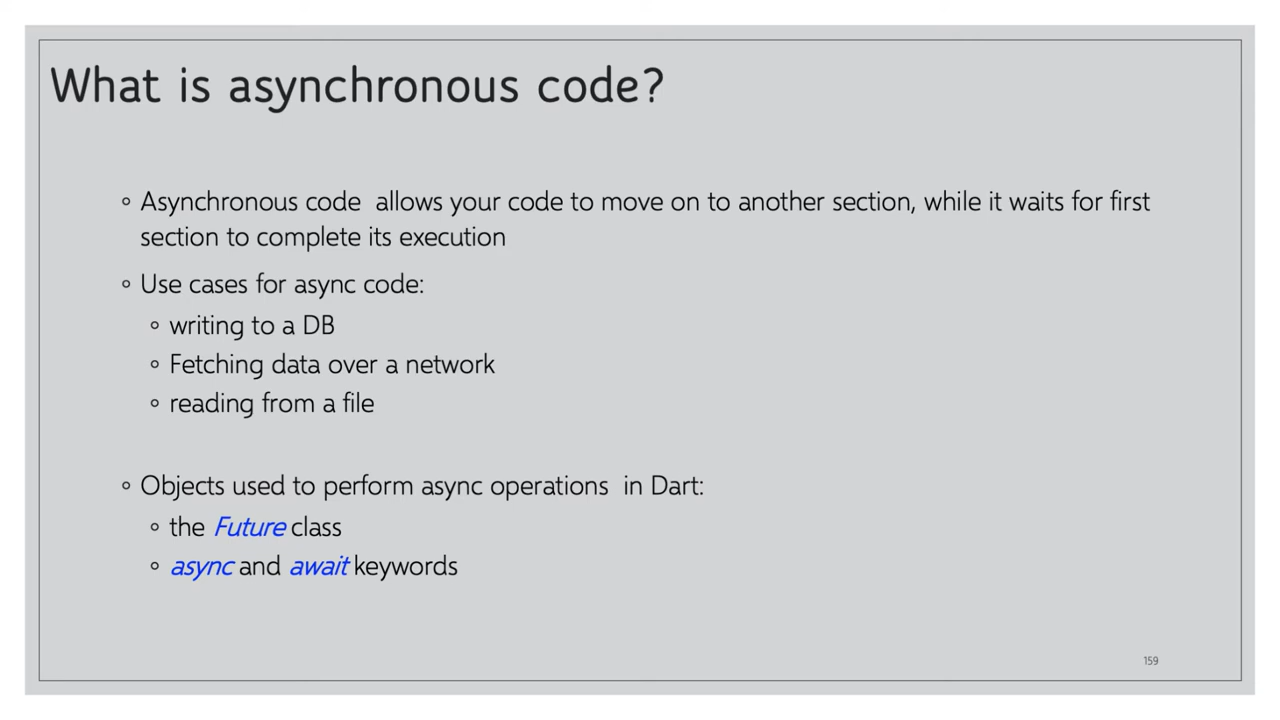 What is asynchronous code?
◦ Asynchronous code  allows your code to move on to another section, while it waits for first
section to complete its execution
◦ Use cases for async code:
◦ writing to a DB
◦ Fetching data over a network
◦ reading from a file
◦ Objects used to perform async operations  in Dart:
◦ the Future class
◦ async and await keywords
159